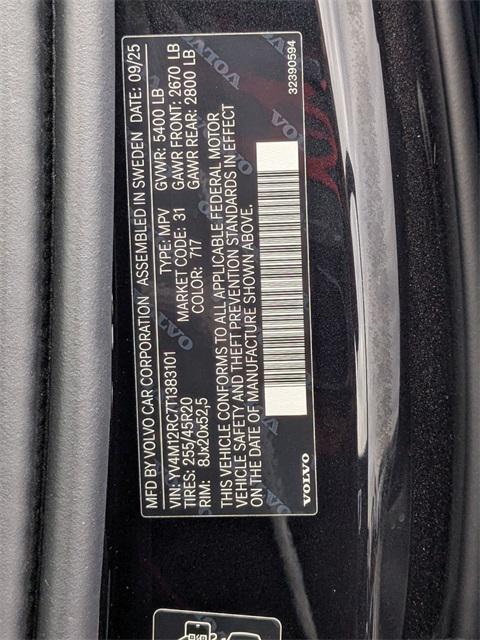 MFD BY VOLVO CAR CORPORATION ASSEMBLED IN SWEDEN DATE: 09/25
VIN: YV4M12RC7T1383101 TYPE: MPV GVWR: 5400 LB
TIRES: 255/45R20 MARKET CODE: 31 GAWR FRONT: 2670 LB
RIM: 8Jx20x52,5 COLOR: 717 GAWR REAR: 2800 LB
THIS VEHICLE CONFORMS TO ALL APPLICABLE FEDERAL MOTOR
VEHICLE SAFETY AND THEFT PREVENTION STANDARDS IN EFFECT
ON THE DATE OF MANUFACTURE SHOWN ABOVE.
VOLVO 32390594